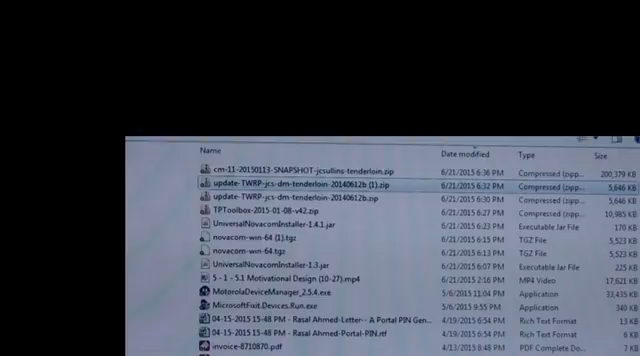 Name Date modified Type Size
cm-11-20150113-SNAPSHOT-jcsullins-tenderloin.zip 6/21/2015 6:36 PM Compressed (zipp... 200,379 KB
update-TWRP-jcs-dm-tenderloin-20140612b (1).zip 6/21/2015 6:32 PM Compressed (zipp... 5,646 KB
update-TWRP-jcs-dm-tenderloin-20140612b.zip 6/21/2015 6:30 PM Compressed (zipp... 5,646 KB
TPToolbox-2015-01-08-v42.zip 6/21/2015 6:27 PM Compressed (zipp... 10,985 KB
UniversalNovacomInstaller-1.4.1.jar 6/21/2015 6:23 PM Executable Jar File 170 KB
novacom-win-64 (1).tgz 6/21/2015 6:15 PM TGZ File 5,523 KB
novacom-win-64.tgz 6/21/2015 6:13 PM TGZ File 5,523 KB
UniversalNovacomInstaller-1.3.jar 6/21/2015 6:07 PM Executable Jar File 225 KB
5 - 1 - 5.1 Motivational Design (10-27).mp4 6/21/2015 2:16 PM MP4 Video 17,621 KB
MotorolaDeviceManager_2.5.4.exe 5/6/2015 11:04 PM Application 33,435 KB
MicrosoftFixit.Devices.Run.exe 5/6/2015 9:55 PM Application 340 KB
04-15-2015 15-48 PM - Rasal Ahmed-Letter-- A Portal PIN Gen... 4/19/2015 6:54 PM Rich Text Format 13 KB
04-15-2015 15-48 PM - Rasal Ahmed-Portal-PIN.rtf 4/19/2015 6:54 PM Rich Text Format 6 KB
invoice-8710870.pdf 4/13/2015 8:48 PM PDF Complete Do... 7 KB